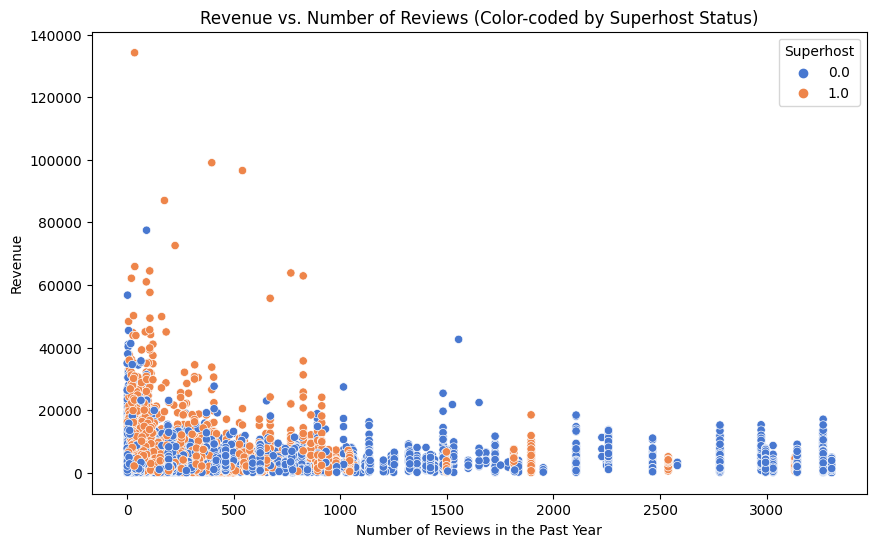 Revenue vs. Number of Reviews (Color-coded by Superhost Status)
Superhost
0.0
1.0
140000
120000
100000
80000
60000
40000
20000
0
Revenue
0 500 1000 1500 2000 2500 3000
Number of Reviews in the Past Year